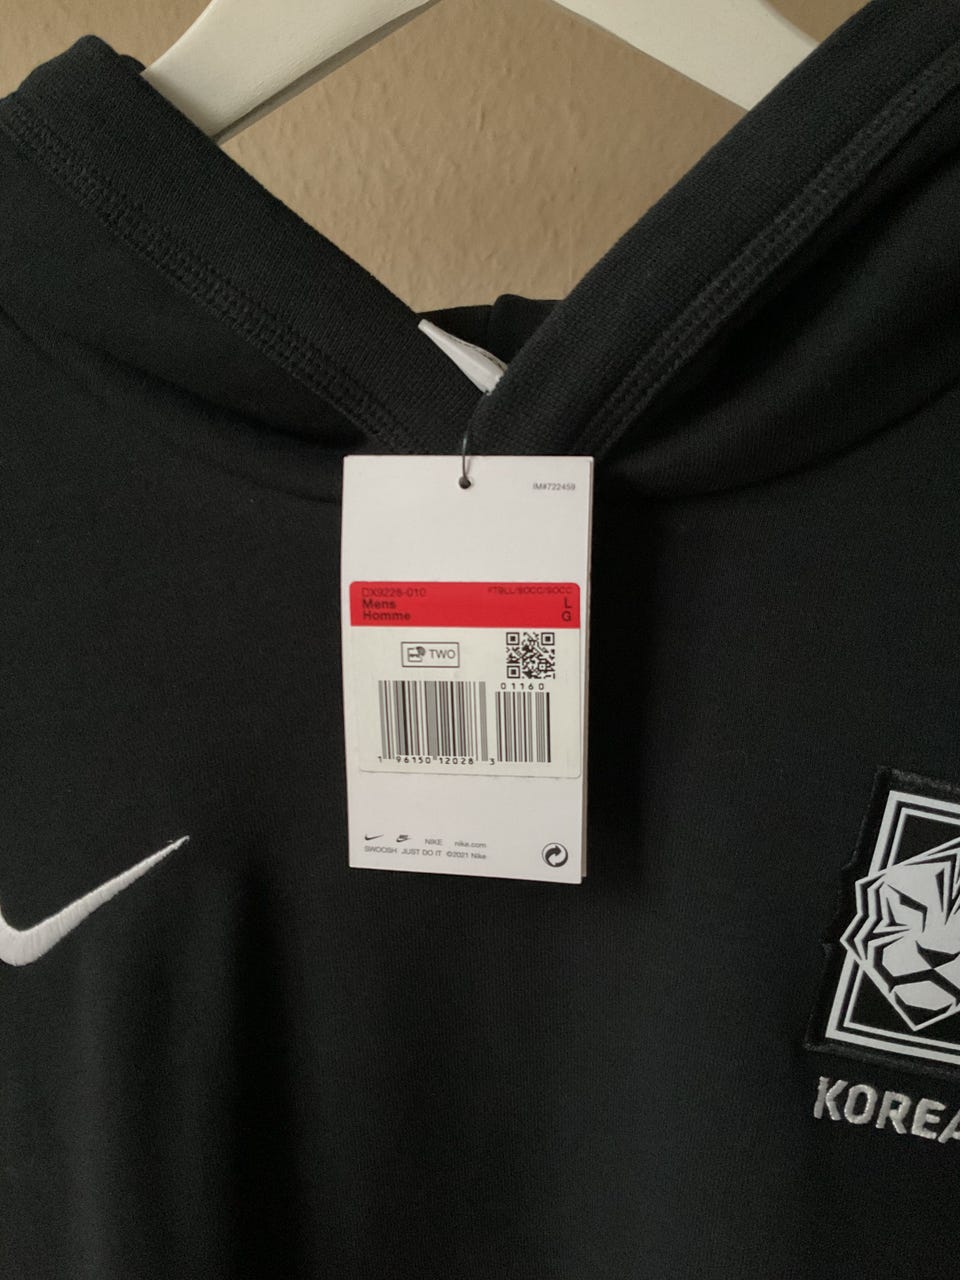 IM#722459
DX9228-010 FTBLL/SOCC/SOCC
Mens L
Homme G
TWO
01160
1 96150 12028 3
NIKE nike.com
SWOOSH JUST DO IT ©2021 Nike
KOREA